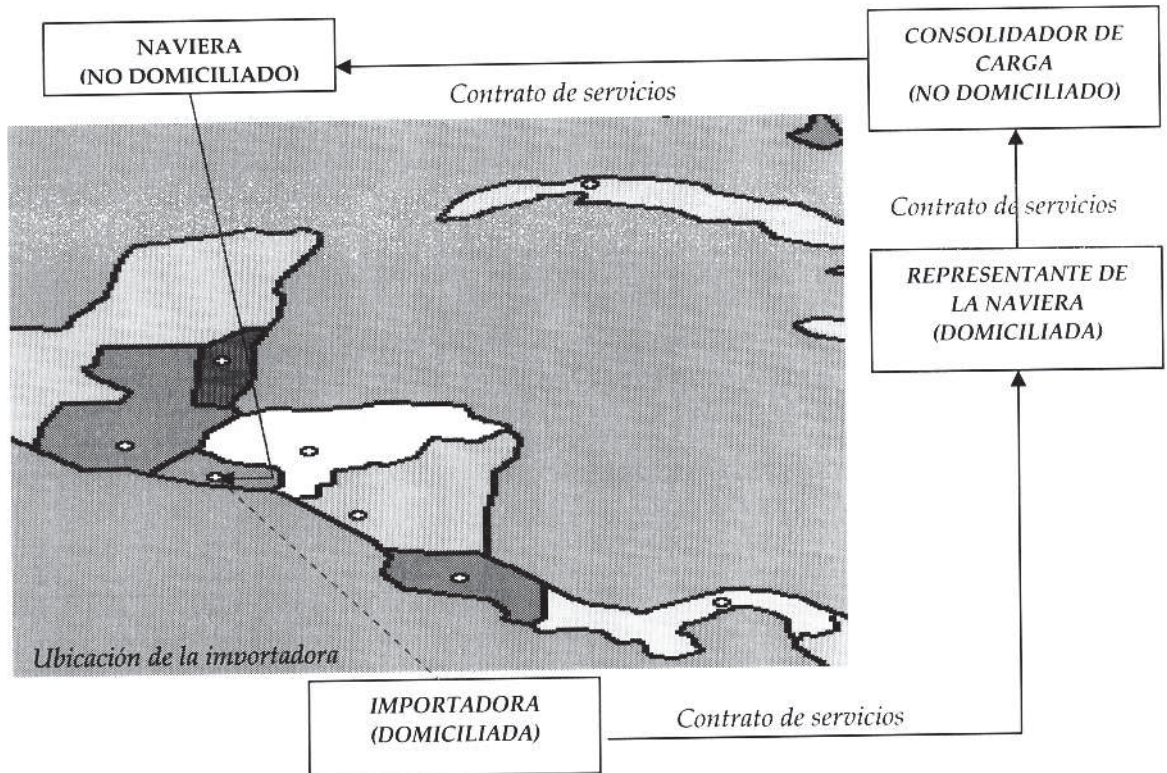 NAVIERA
(NO DOMICILIADO)
CONSOLIDADOR DE
CARGA
(NO DOMICILIADO)
Contrato de servicios
Contrato de servicios
REPRESENTANTE DE
LA NAVIERA
(DOMICILIADA)
Ubicación de la importadora
IMPORTADORA
(DOMICILIADA)
Contrato de servicios